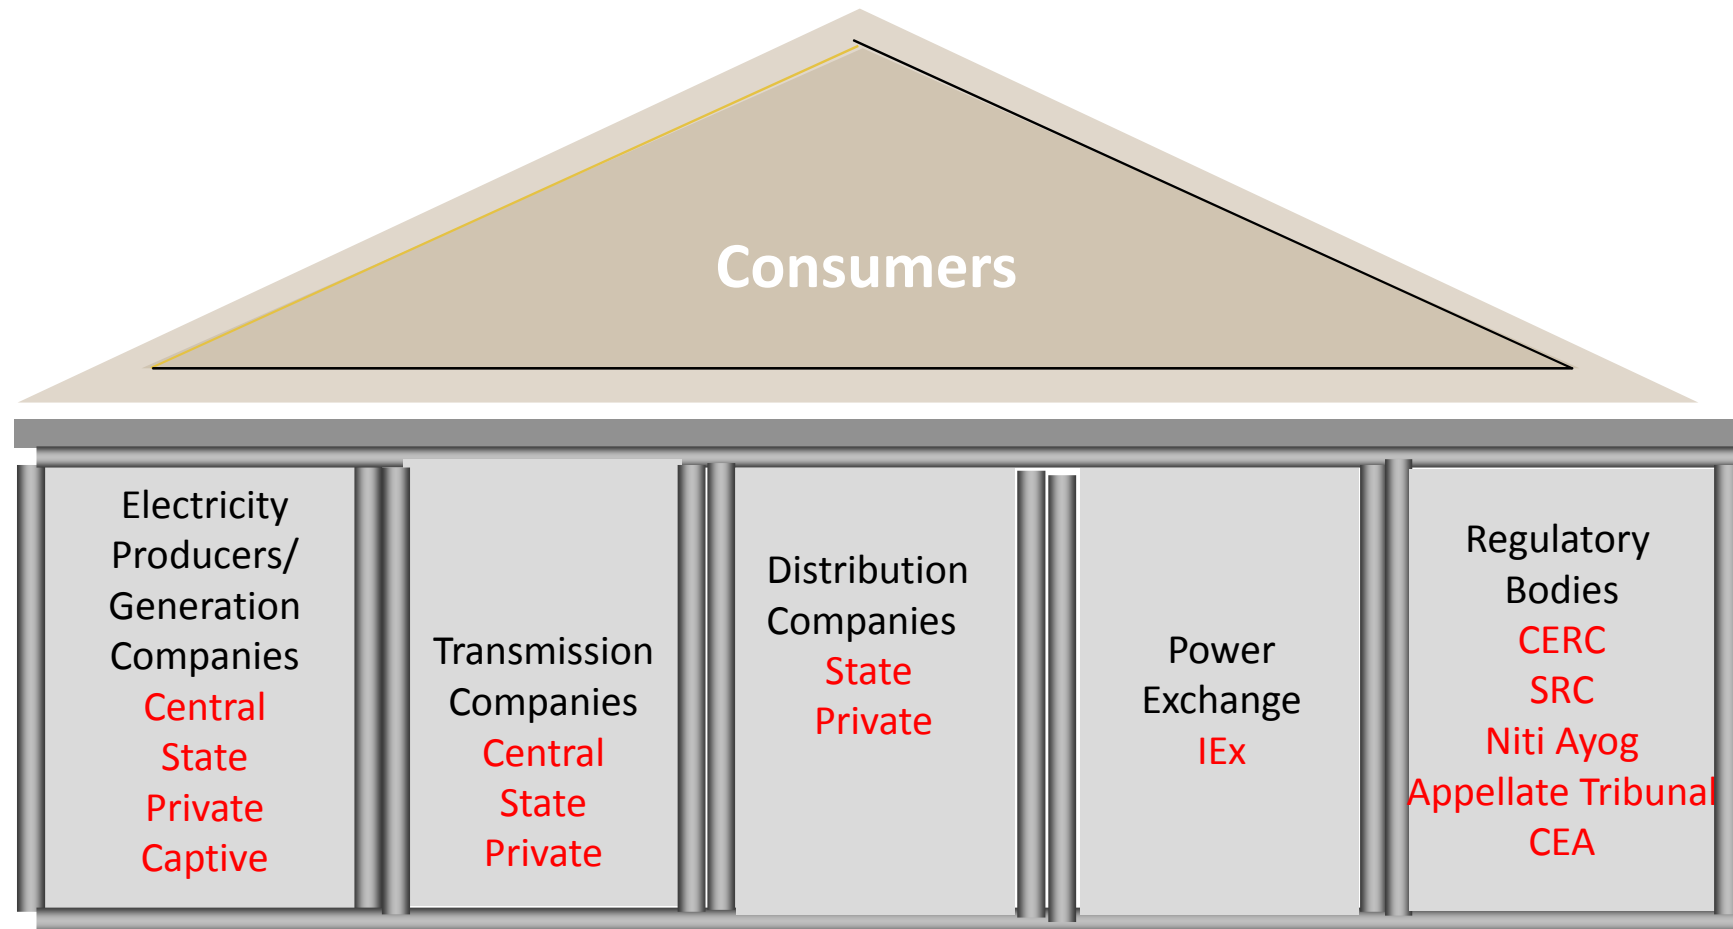 Consumers
Electricity
Producers/
Generation
Companies
Central
State
Private
Captive
Transmission
Companies
Central
State
Private
Distribution
Companies
State
Private
Power
Exchange
IEx
Regulatory
Bodies
CERC
SRC
Niti Ayog
Appellate Tribunal
CEA